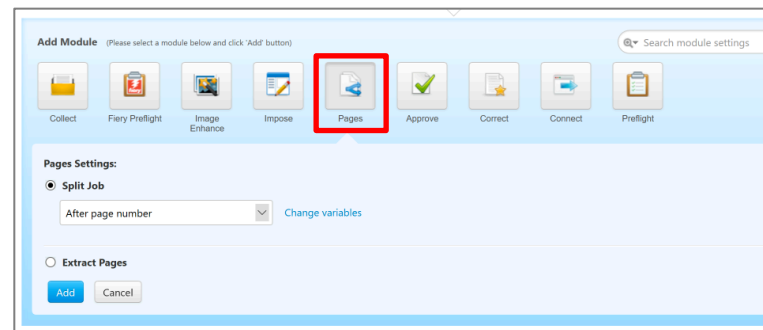 Add Module (Please select a module below and click 'Add' button)
Search module settings
Collect
Fiery Preflight
Image
Enhance
Impose
Pages
Approve
Correct
Connect
Preflight
Pages Settings:
Split Job
After page number
Change variables
Extract Pages
Add
Cancel